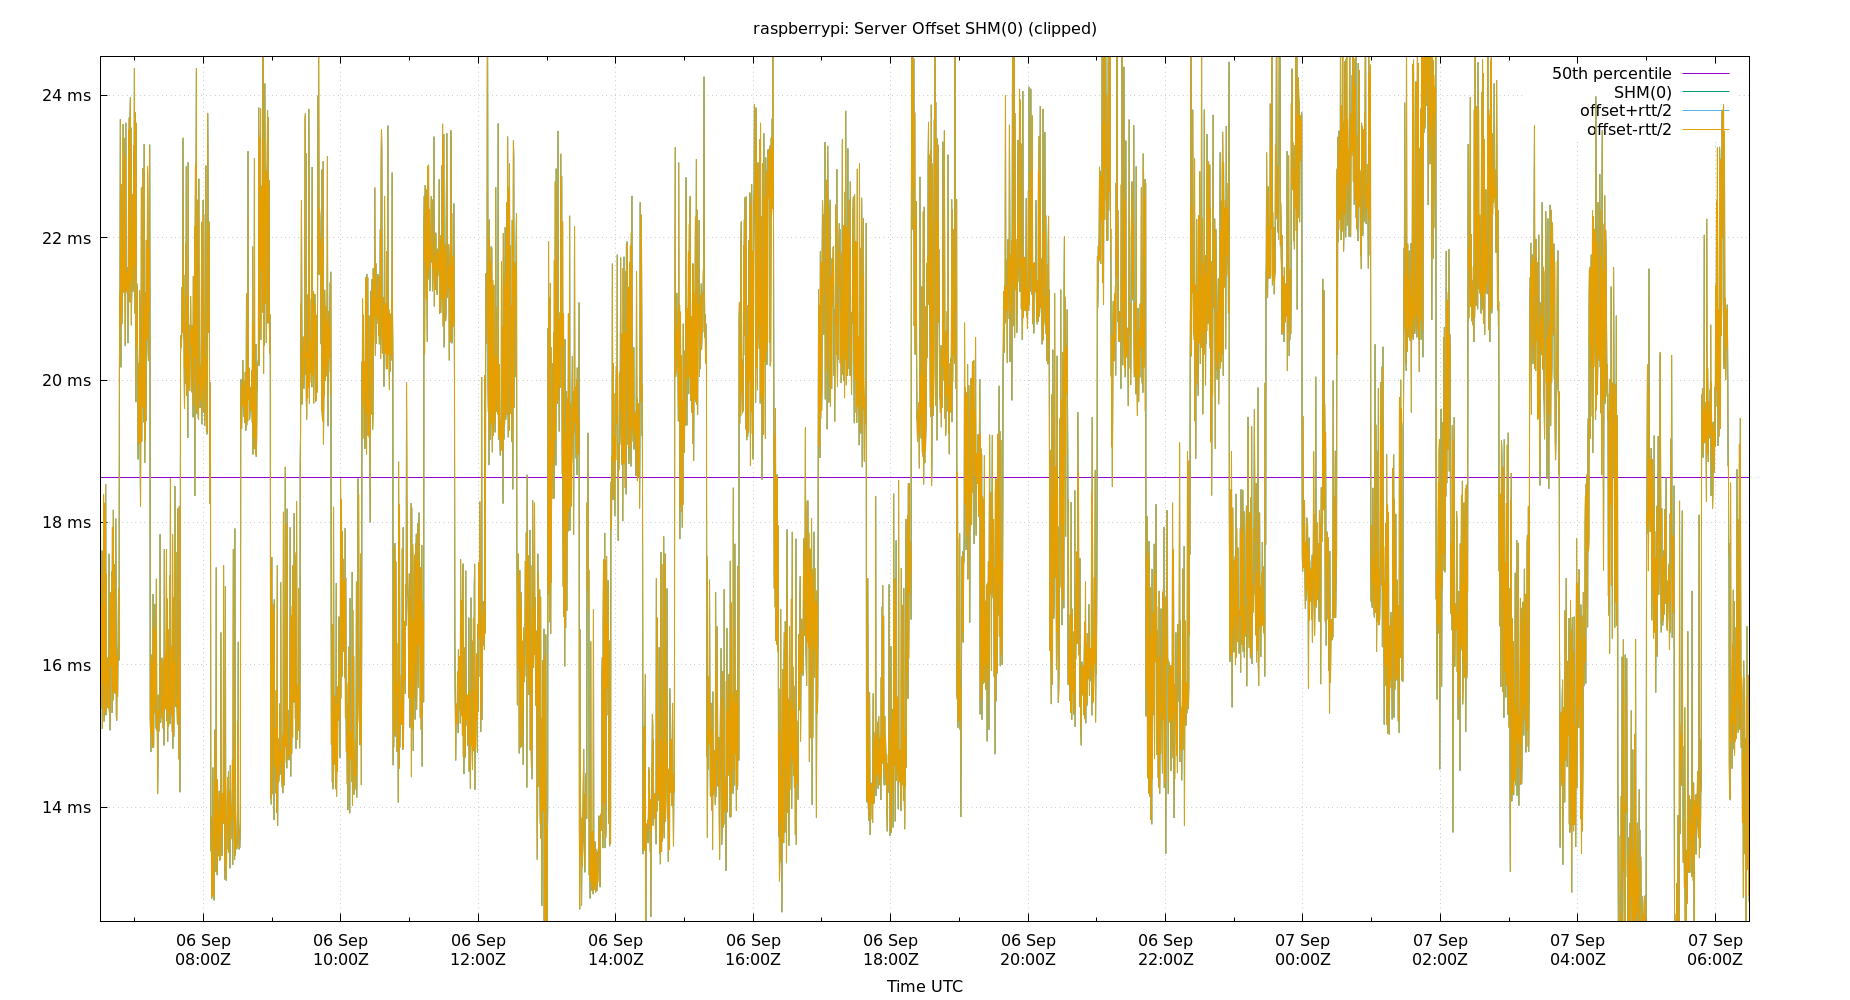 raspberrypi: Server Offset SHM(0) (clipped)
50th percentile
SHM(0)
offset+rtt/2
offset-rtt/2
24 ms
22 ms
20 ms
18 ms
16 ms
14 ms
06 Sep 06 Sep 06 Sep 06 Sep 06 Sep 06 Sep 06 Sep 06 Sep 07 Sep 07 Sep 07 Sep 07 Sep
08:00Z 10:00Z 12:00Z 14:00Z 16:00Z 18:00Z 20:00Z 22:00Z 00:00Z 02:00Z 04:00Z 06:00Z
Time UTC